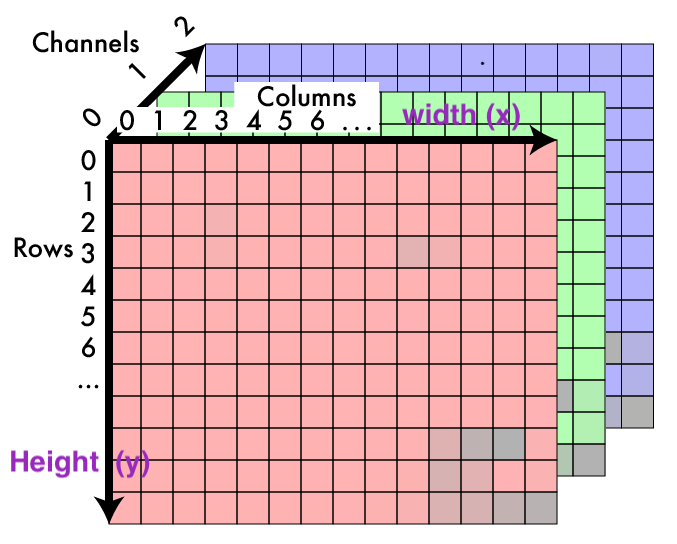 Channels
0 1 2
Columns
0 1 2 3 4 5 6 ...
width (x)
Rows
0
1
2
3
4
5
6
...
Height (y)